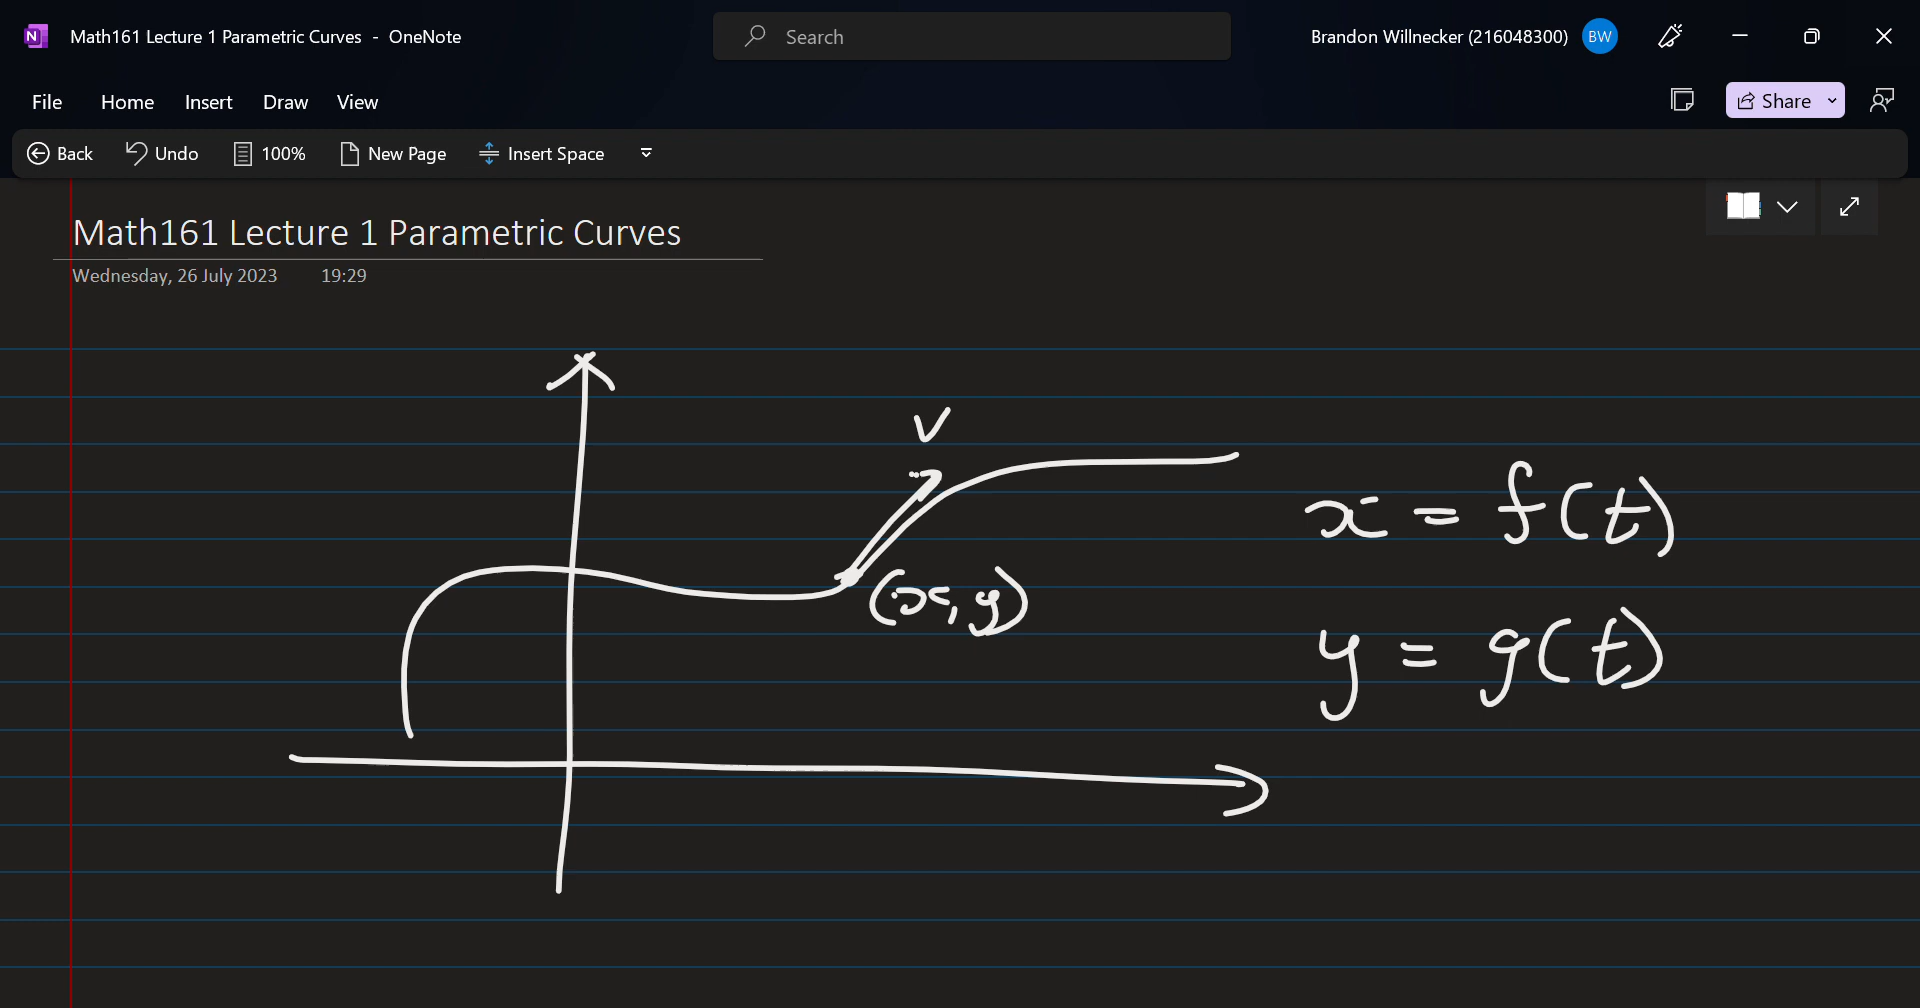 Math161 Lecture 1 Parametric Curves - OneNote
Search
Brandon Willnecker (216048300)
BW
File Home Insert Draw View
Share
Back Undo 100% New Page Insert Space
Math161 Lecture 1 Parametric Curves
Wednesday, 26 July 2023 19:29
v
x = f(t)
(x, y)
y = g(t)